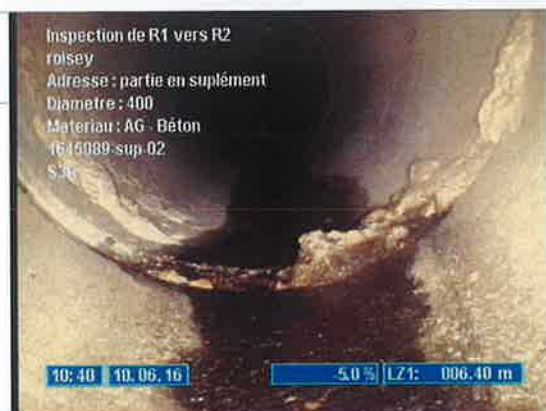 Inspection de R1 vers R2
roisey
Adresse : partie en suplément
Diametre : 400
Materiau : AG - Béton
1645089-sup-02
10:40 10.06.16 -5.0 % LZ1: 006.40 m